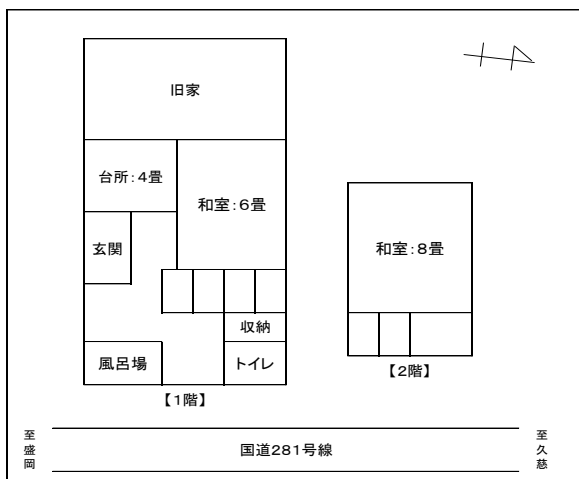 旧家
台所:4畳
和室:6畳
玄関
収納
風呂場
トイレ
【1階】
和室:8畳
【2階】
至盛岡
国道281号線
至久慈